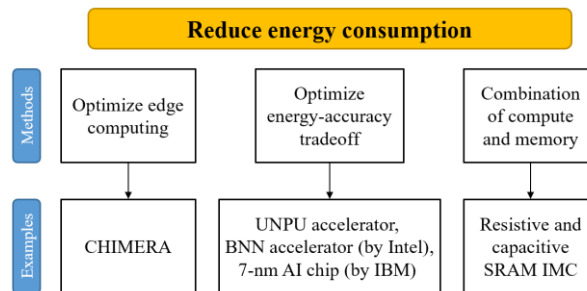 Reduce energy consumption
Methods
Optimize edge
computing
Optimize
energy-accuracy
tradeoff
Combination
of compute
and memory
Examples
CHIMERA
UNPU accelerator,
BNN accelerator (by Intel),
7-nm AI chip (by IBM)
Resistive and
capacitive
SRAM IMC